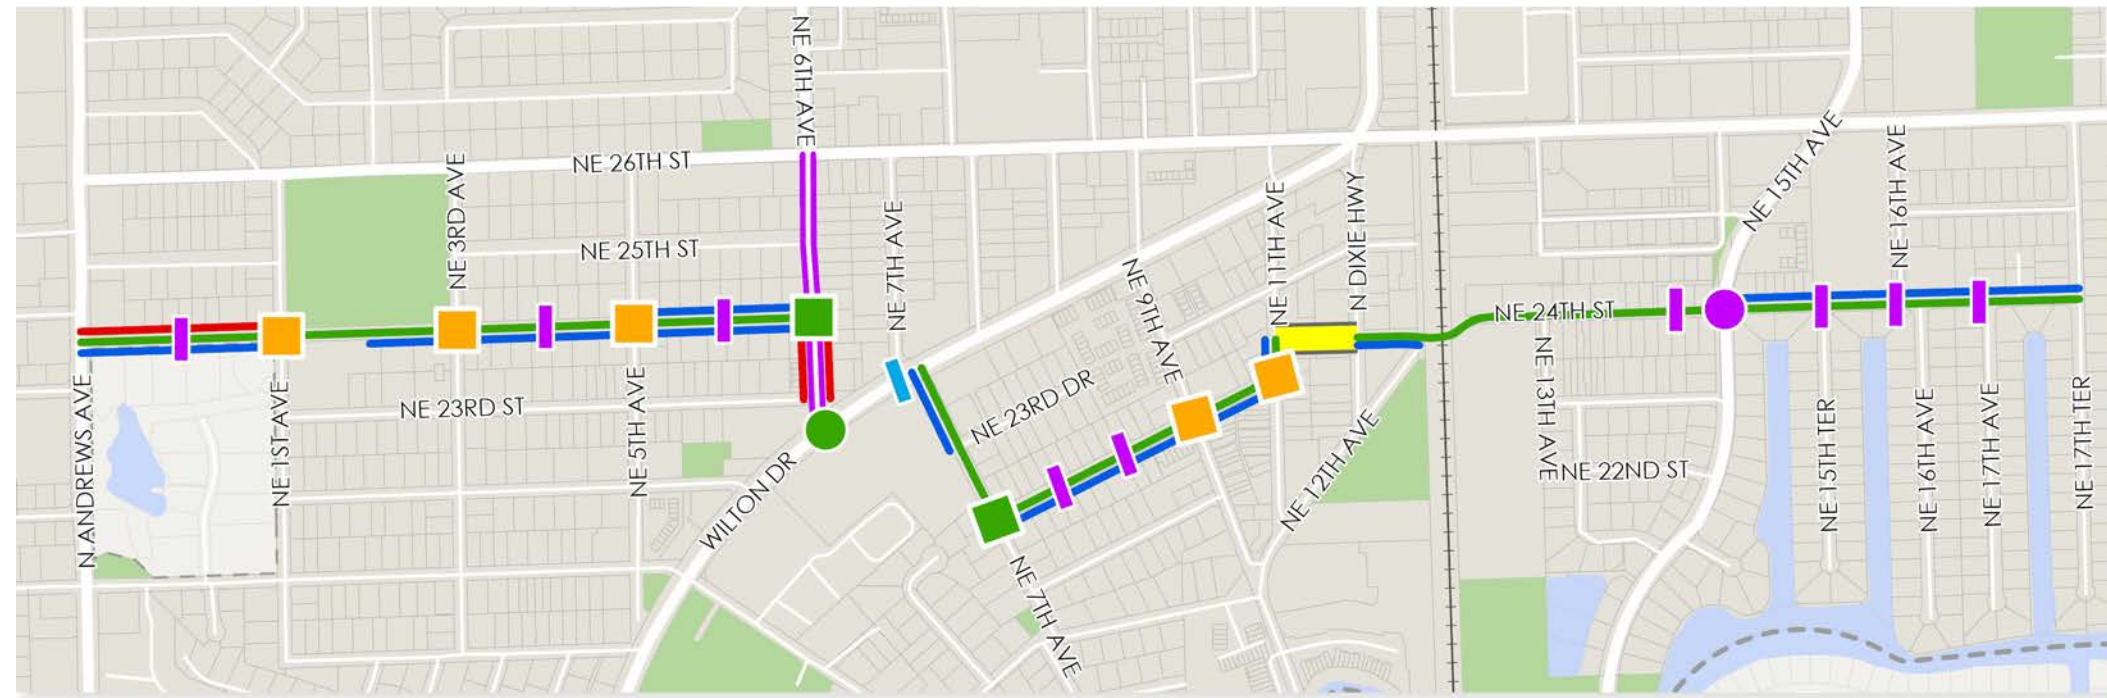 NE 6TH AVE
NE 26TH ST
NE 3RD AVE
NE 25TH ST
NE 7TH AVE
NE 11TH AVE
N DIXIE HWY
NE 15TH AVE
NE 16TH AVE
NE 9TH AVE
NE 24TH ST
N ANDREWS AVE
NE 1ST AVE
NE 23RD ST
NE 5TH AVE
WILTON DR
NE 23RD DR
NE 12TH AVE
NE 13TH AVE
NE 22ND ST
NE 15TH TER
NE 16TH AVE
NE 17TH AVE
NE 17TH TER
NE 7TH AVE